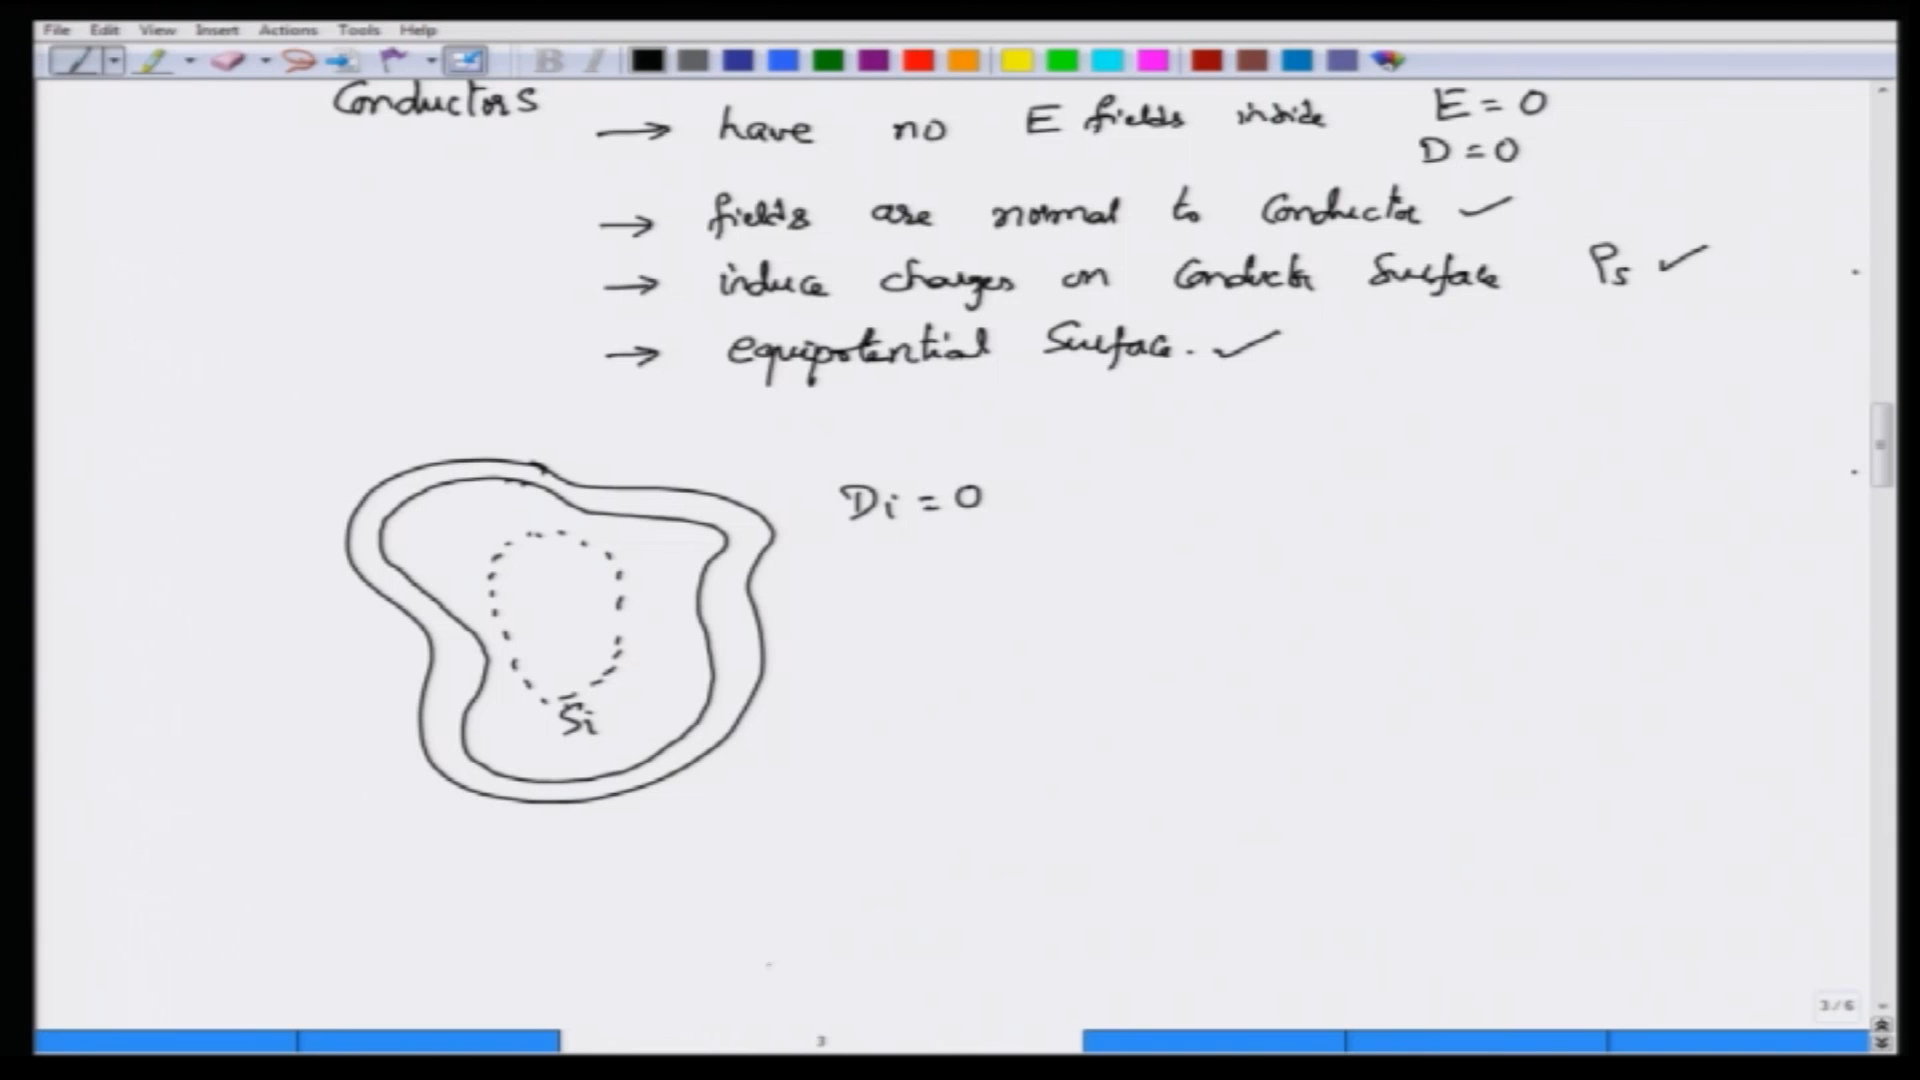 File Edit View Insert Actions Tools Help
B I
Conductors
→ have no E fields inside E = 0
D = 0
→ fields are normal to Conductor ✓
→ induce charges on Conductor Surface ρs ✓
→ equipotential Surface. ✓
Di = 0
Si
3 / 6
3